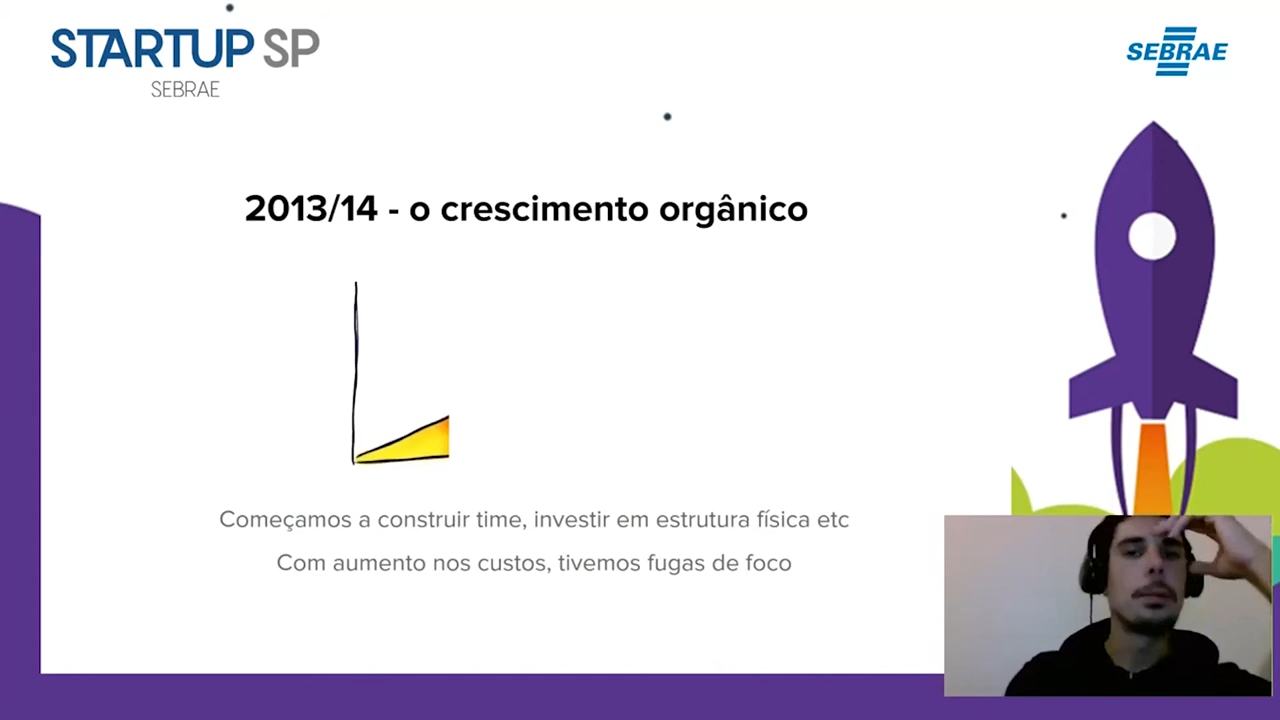 STARTUP SP
SEBRAE
SEBRAE
2013/14 - o crescimento orgânico
Começamos a construir time, investir em estrutura física etc
Com aumento nos custos, tivemos fugas de foco